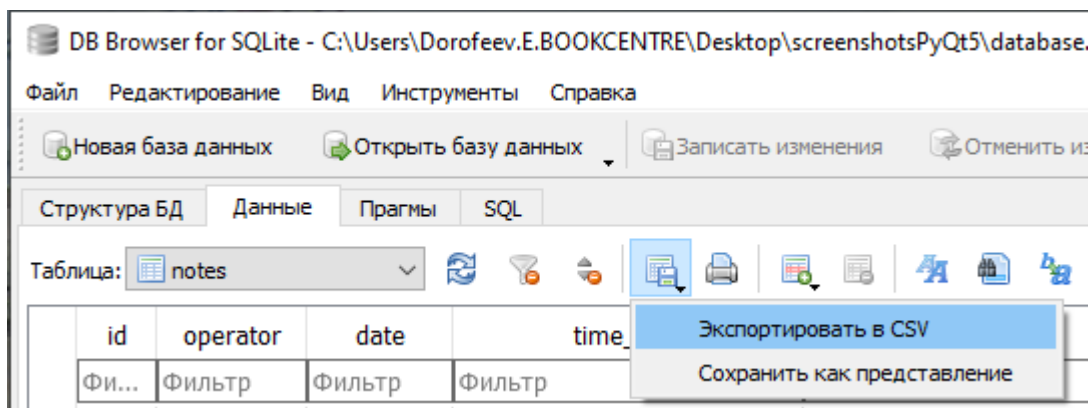 DB Browser for SQLite - C:\Users\Dorofeev.E.BOOKCENTRE\Desktop\screenshotsPyQt5\database.
Файл Редактирование Вид Инструменты Справка
Новая база данных Открыть базу данных Записать изменения Отменить из
Структура БД Данные Прагмы SQL
Таблица: notes
Экспортировать в CSV
Сохранить как представление
id operator date time_
Фи... Фильтр Фильтр Фильтр